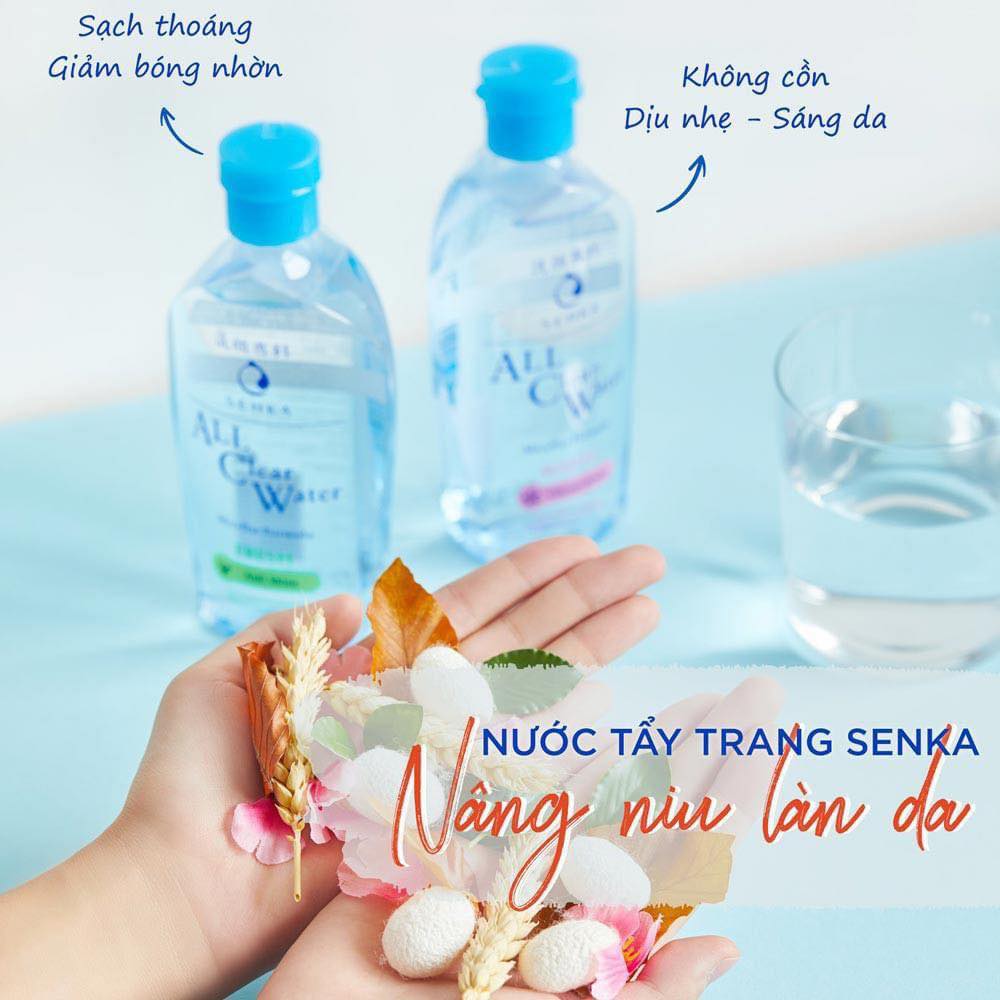 Sạch thoáng
Giảm bóng nhờn
Không cồn
Dịu nhẹ - Sáng da
SENKA
ALL
Clear
Water
FRESH
SENKA
ALL
Clear
Water
NƯỚC TẨY TRANG SENKA
Nâng niu làn da